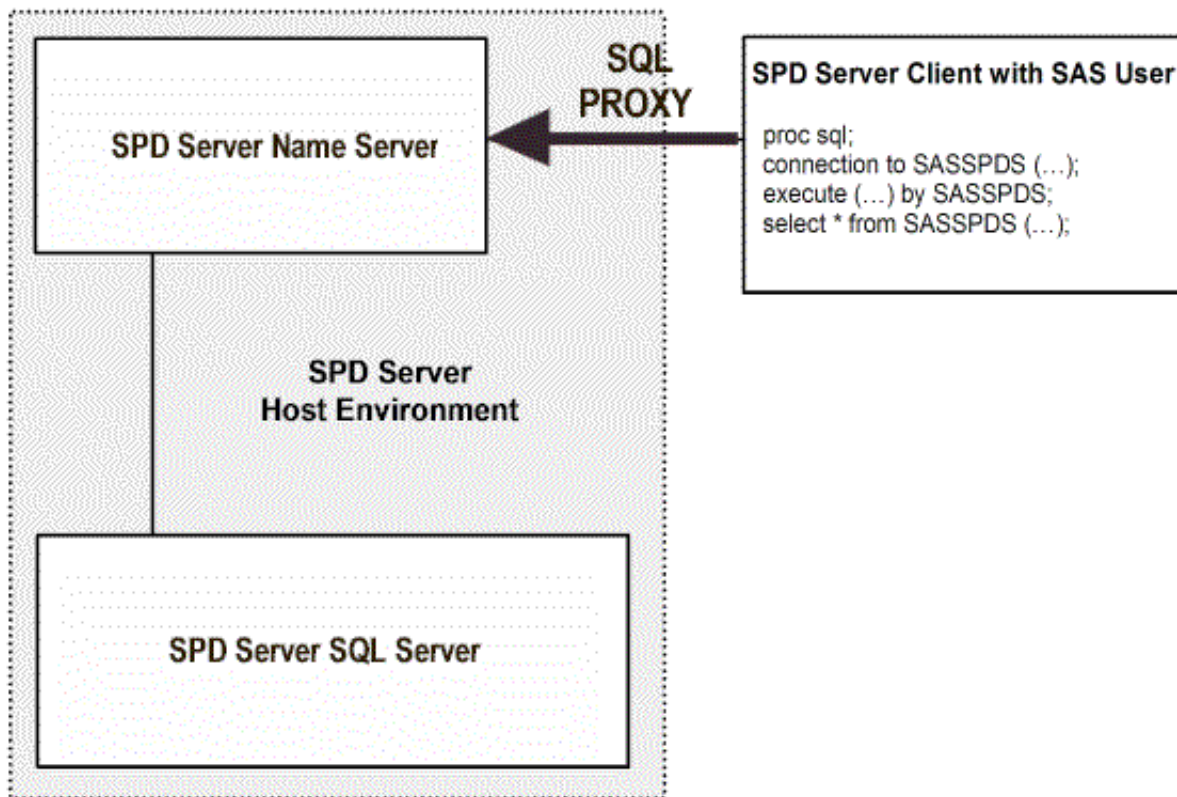 SPD Server Name Server
SQL
PROXY
SPD Server Client with SAS User
proc sql;
connection to SASSPDS (...);
execute (...) by SASSPDS;
select * from SASSPDS (...);
SPD Server
Host Environment
SPD Server SQL Server